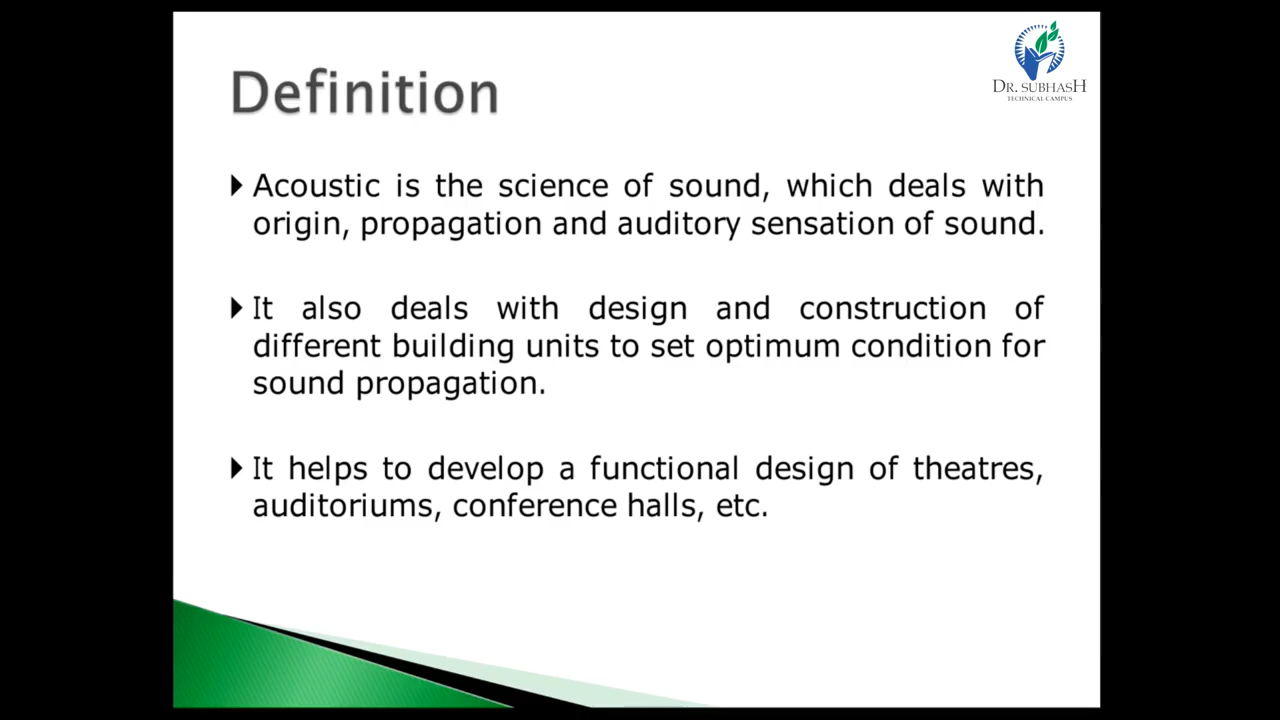 DR. SUBHASH
TECHNICAL CAMPUS
Definition
Acoustic is the science of sound, which deals with
origin, propagation and auditory sensation of sound.
It also deals with design and construction of
different building units to set optimum condition for
sound propagation.
It helps to develop a functional design of theatres,
auditoriums, conference halls, etc.